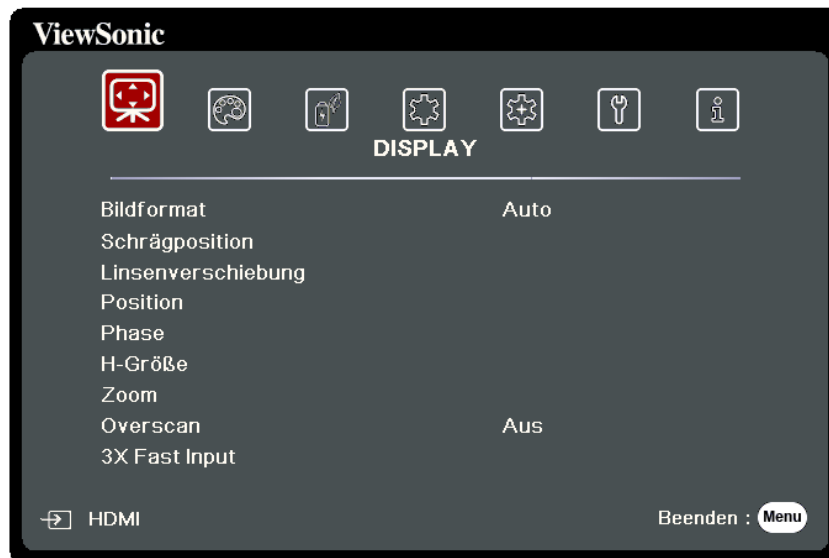 ViewSonic
DISPLAY
Bildformat Auto
Schrägposition
Linsenverschiebung
Position
Phase
H-Größe
Zoom
Overscan Aus
3X Fast Input
HDMI Beenden : Menu